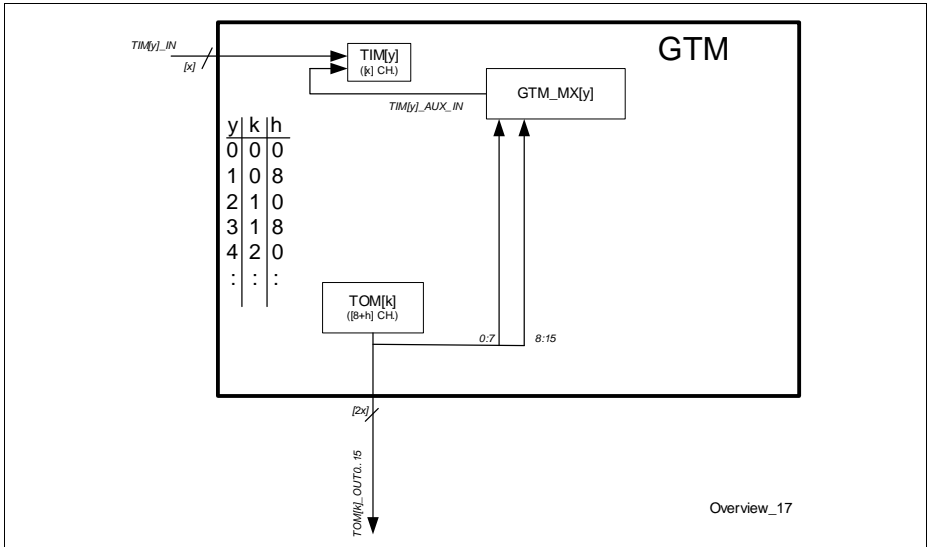 TIM[y]_IN
[x]
TIM[y]
([x] CH.)
GTM
GTM_MX[y]
TIM[y]_AUX_IN
y k h
0 0 0
1 0 8
2 1 0
3 1 8
4 2 0
: : :
TOM[k]
([8+h] CH.)
0:7
8:15
[2x]
TOM[k]_OUT0..15
Overview_17